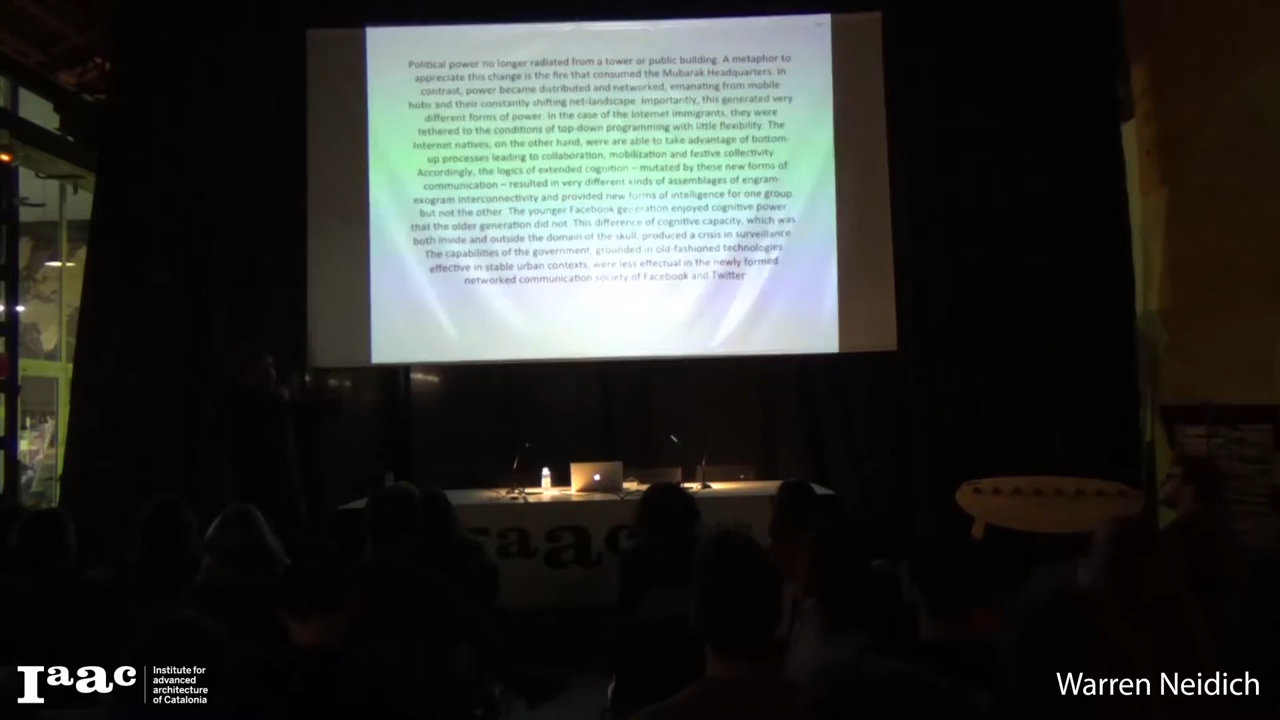 Political power no longer radiated from a tower or public building. A metaphor to
appreciate this change is the fire that consumed the Mubarak Headquarters. In
contrast, power became distributed and networked, emanating from mobile
hubs and their constantly shifting net-landscape. Importantly, this generated very
different forms of power. In the case of the Internet immigrants, they were
tethered to the conditions of top-down programming with little flexibility. The
Internet natives, on the other hand, were are able to take advantage of bottom-
up processes leading to collaboration, mobilization and festive collectivity
Accordingly, the logics of extended cognition – mutated by these new forms of
communication – resulted in very different kinds of assemblages of engram-
exogram interconnectivity and provided new forms of intelligence for one group
but not the other. The younger Facebook generation enjoyed cognitive power
that the older generation did not. This difference of cognitive capacity, which was
both inside and outside the domain of the skull, produced a crisis in surveillance.
The capabilities of the government, grounded in old-fashioned technologies
effective in stable urban contexts, were less effectual in the newly formed
networked communication society of Facebook and Twitter
Iaac
Iaac
Institute for
advanced
architecture
of Catalonia
Warren Neidich